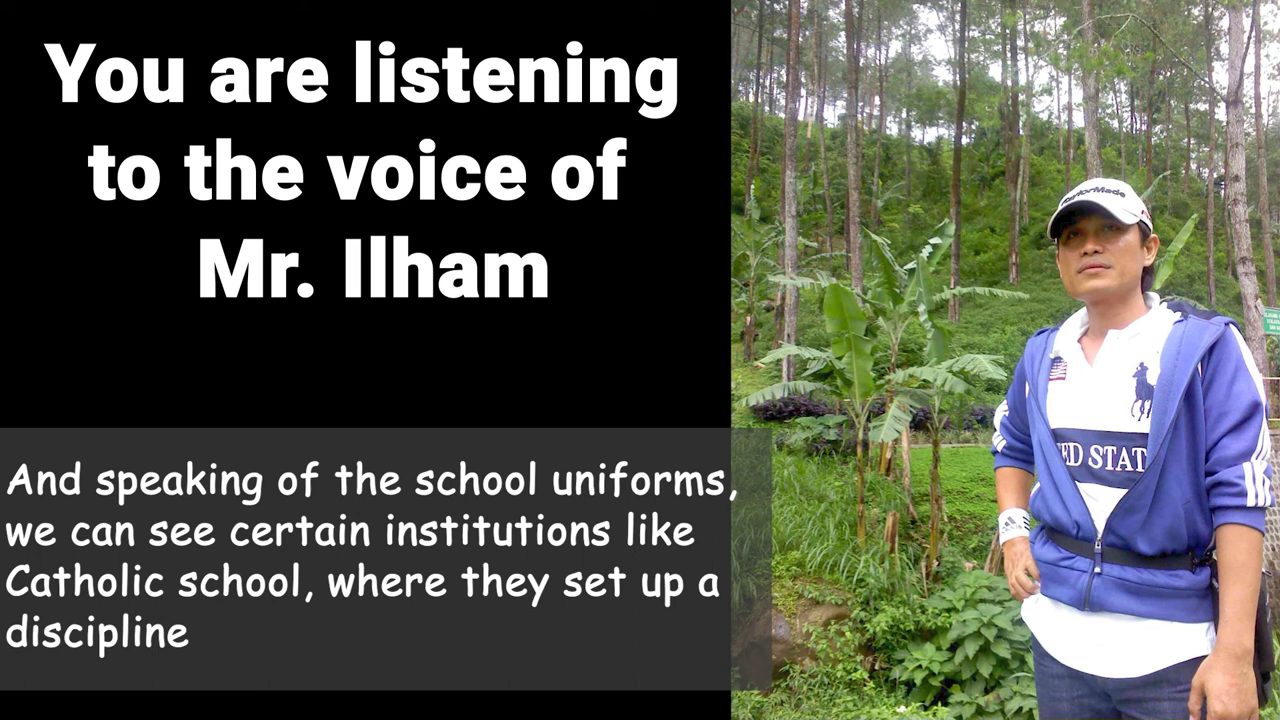 You are listening
to the voice of
Mr. Ilham
And speaking of the school uniforms,
we can see certain institutions like
Catholic school, where they set up a
discipline
TaylorMade
ED STAT